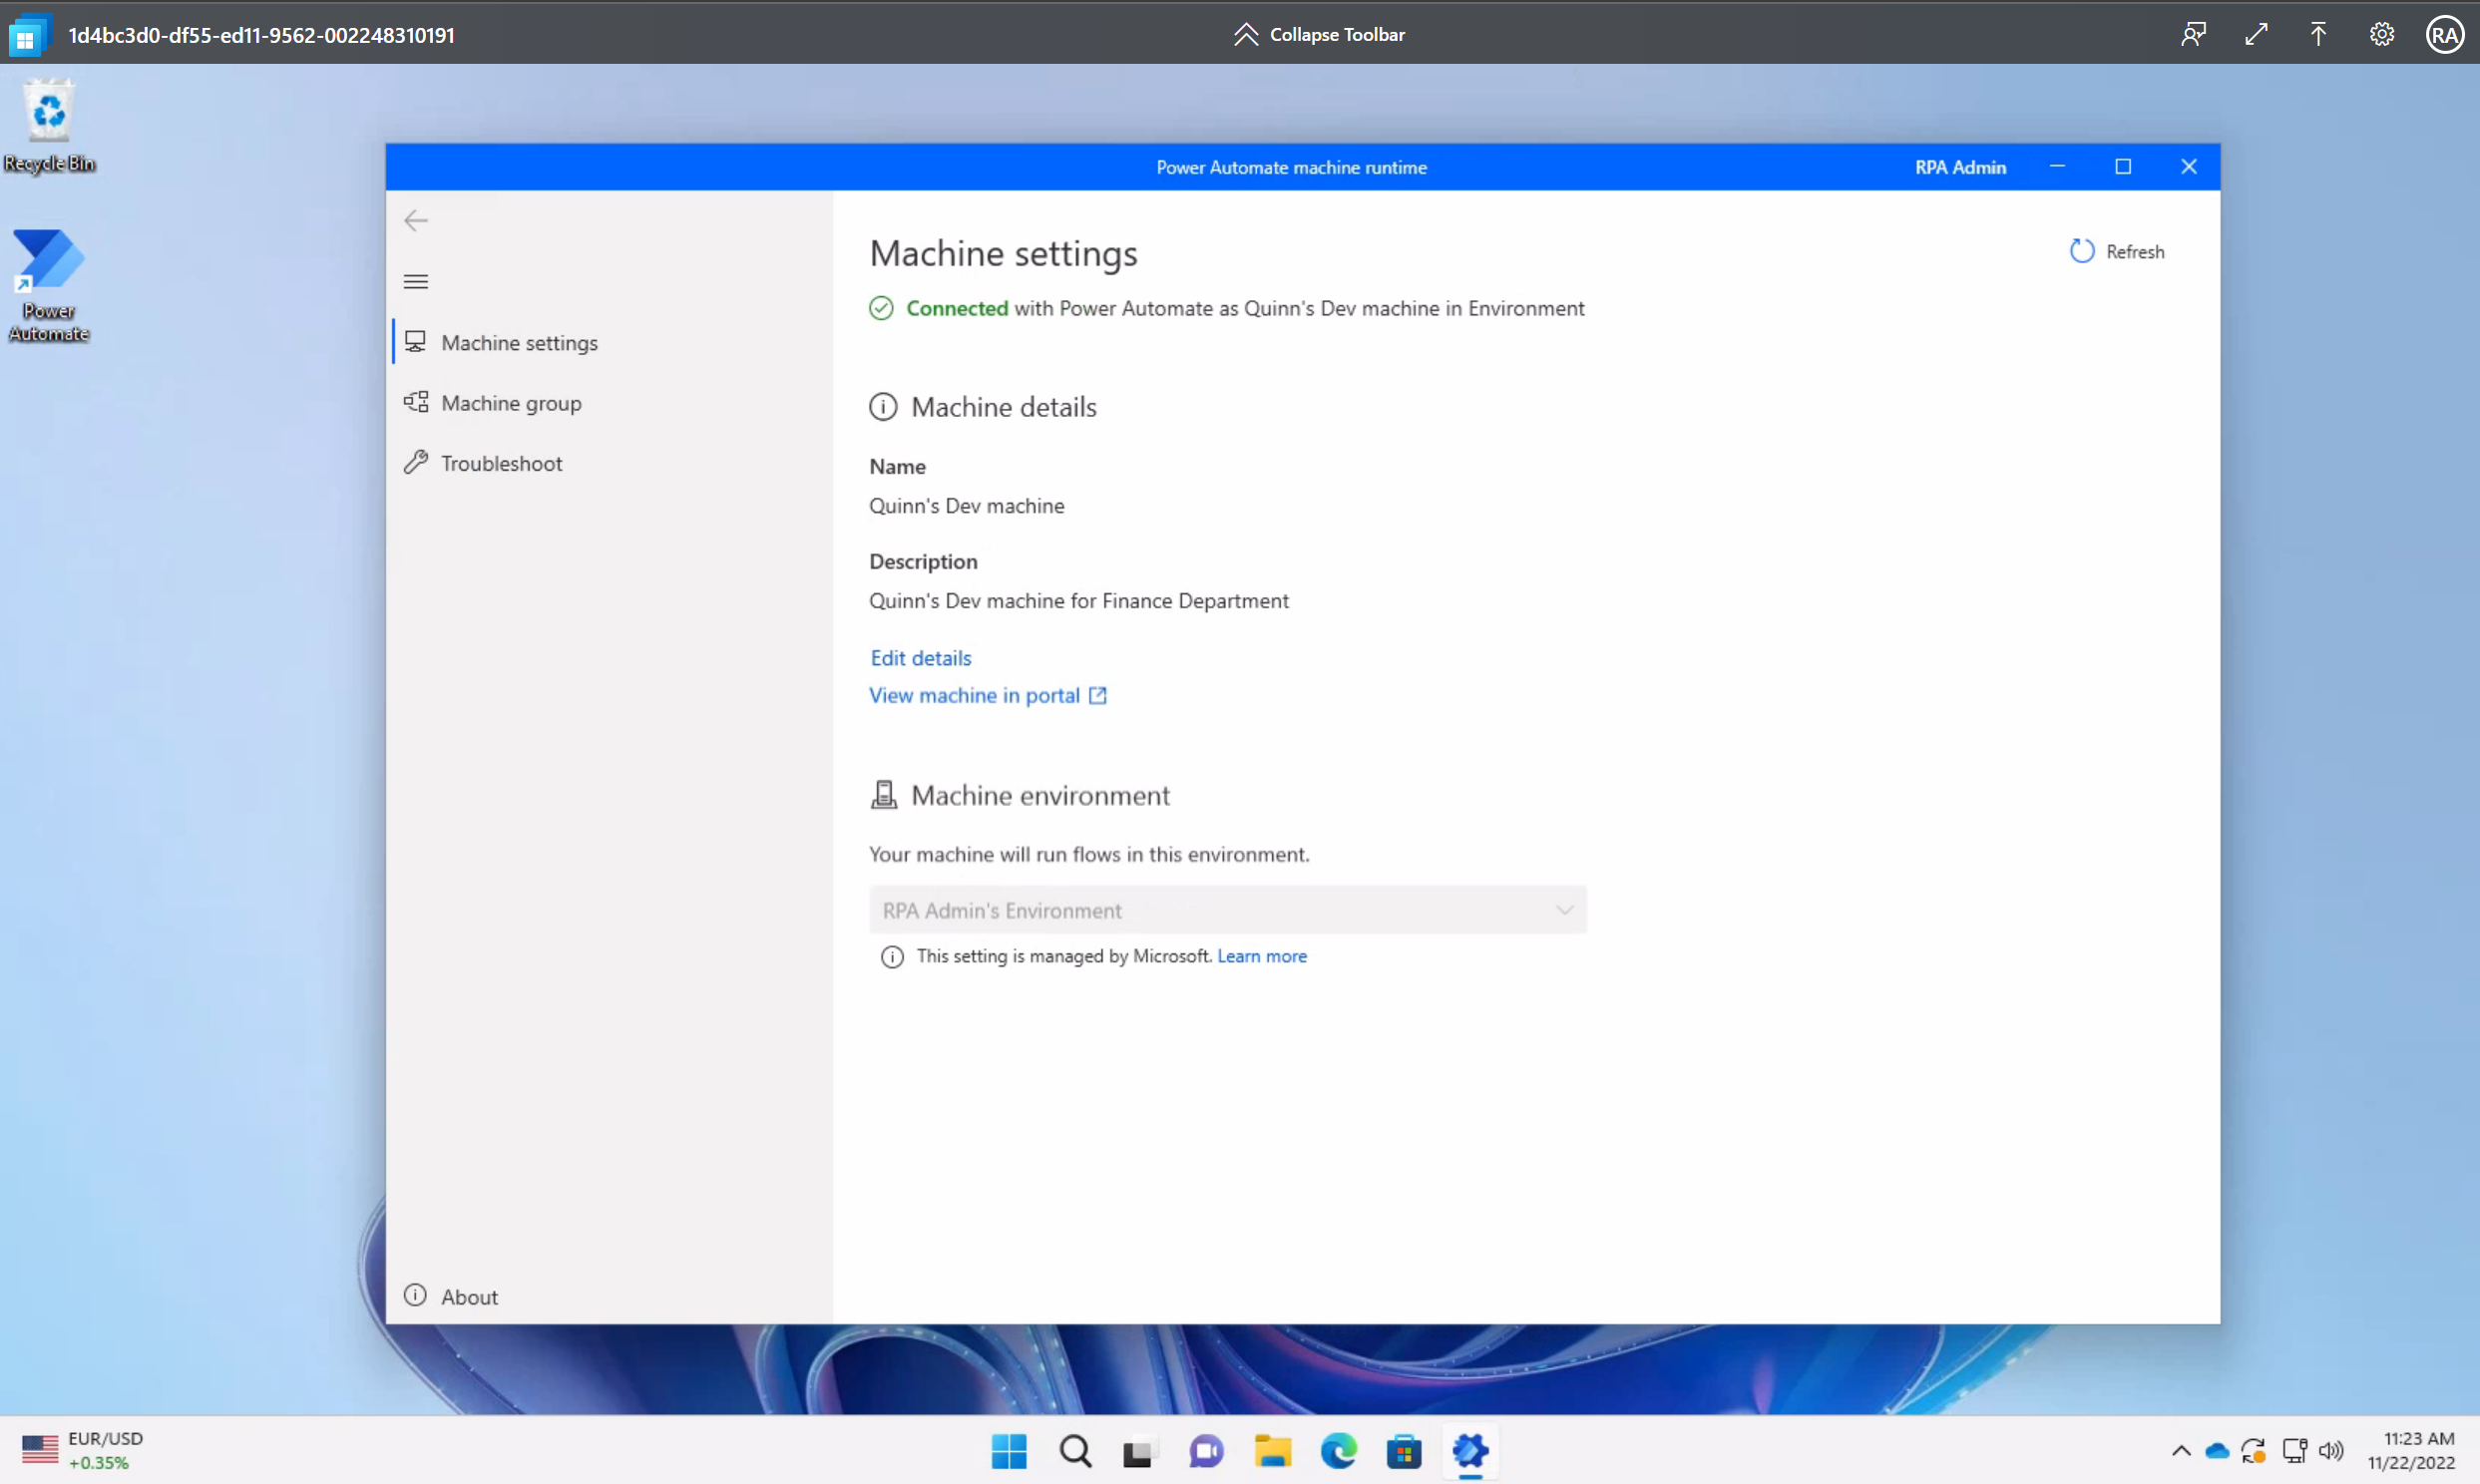 1d4bc3d0-df55-ed11-9562-002248310191
Collapse Toolbar
RA
Recycle Bin
Power
Automate
Power Automate machine runtime
RPA Admin
Machine settings
Machine group
Troubleshoot
About
Machine settings
Refresh
Connected with Power Automate as Quinn's Dev machine in Environment
Machine details
Name
Quinn's Dev machine
Description
Quinn's Dev machine for Finance Department
Edit details
View machine in portal
Machine environment
Your machine will run flows in this environment.
RPA Admin's Environment
This setting is managed by Microsoft. Learn more
EUR/USD
+0.35%
11:23 AM
11/22/2022